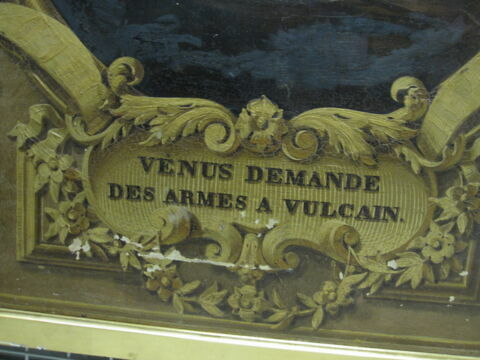 VENUS DEMANDE
DES ARMES A VULCAIN.